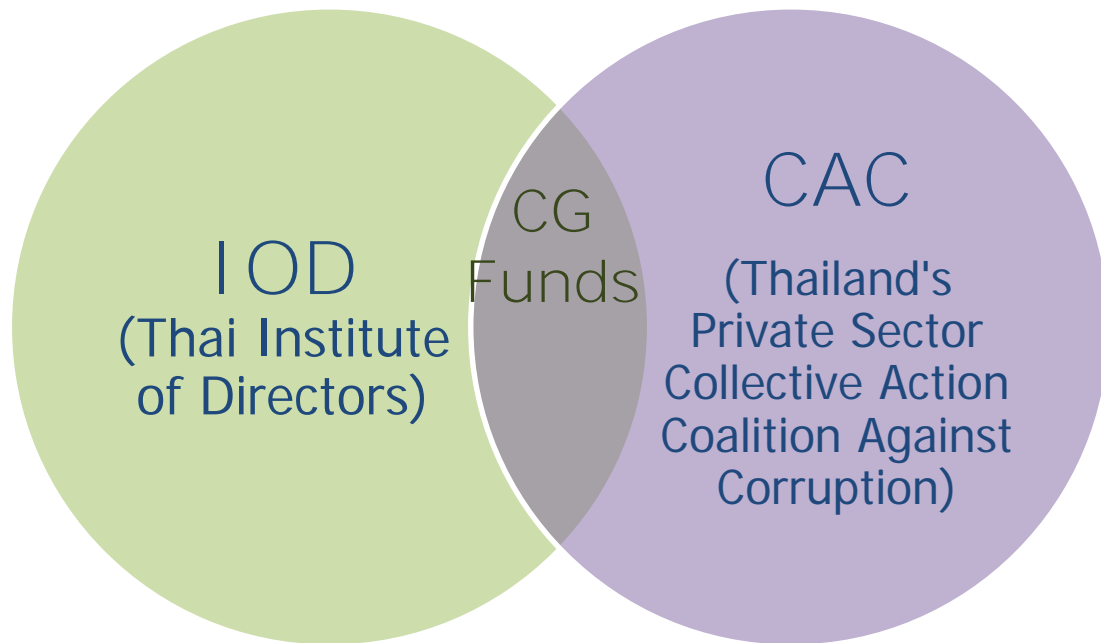 IOD
(Thai Institute
of Directors)
CG
Funds
CAC
(Thailand's
Private Sector
Collective Action
Coalition Against
Corruption)